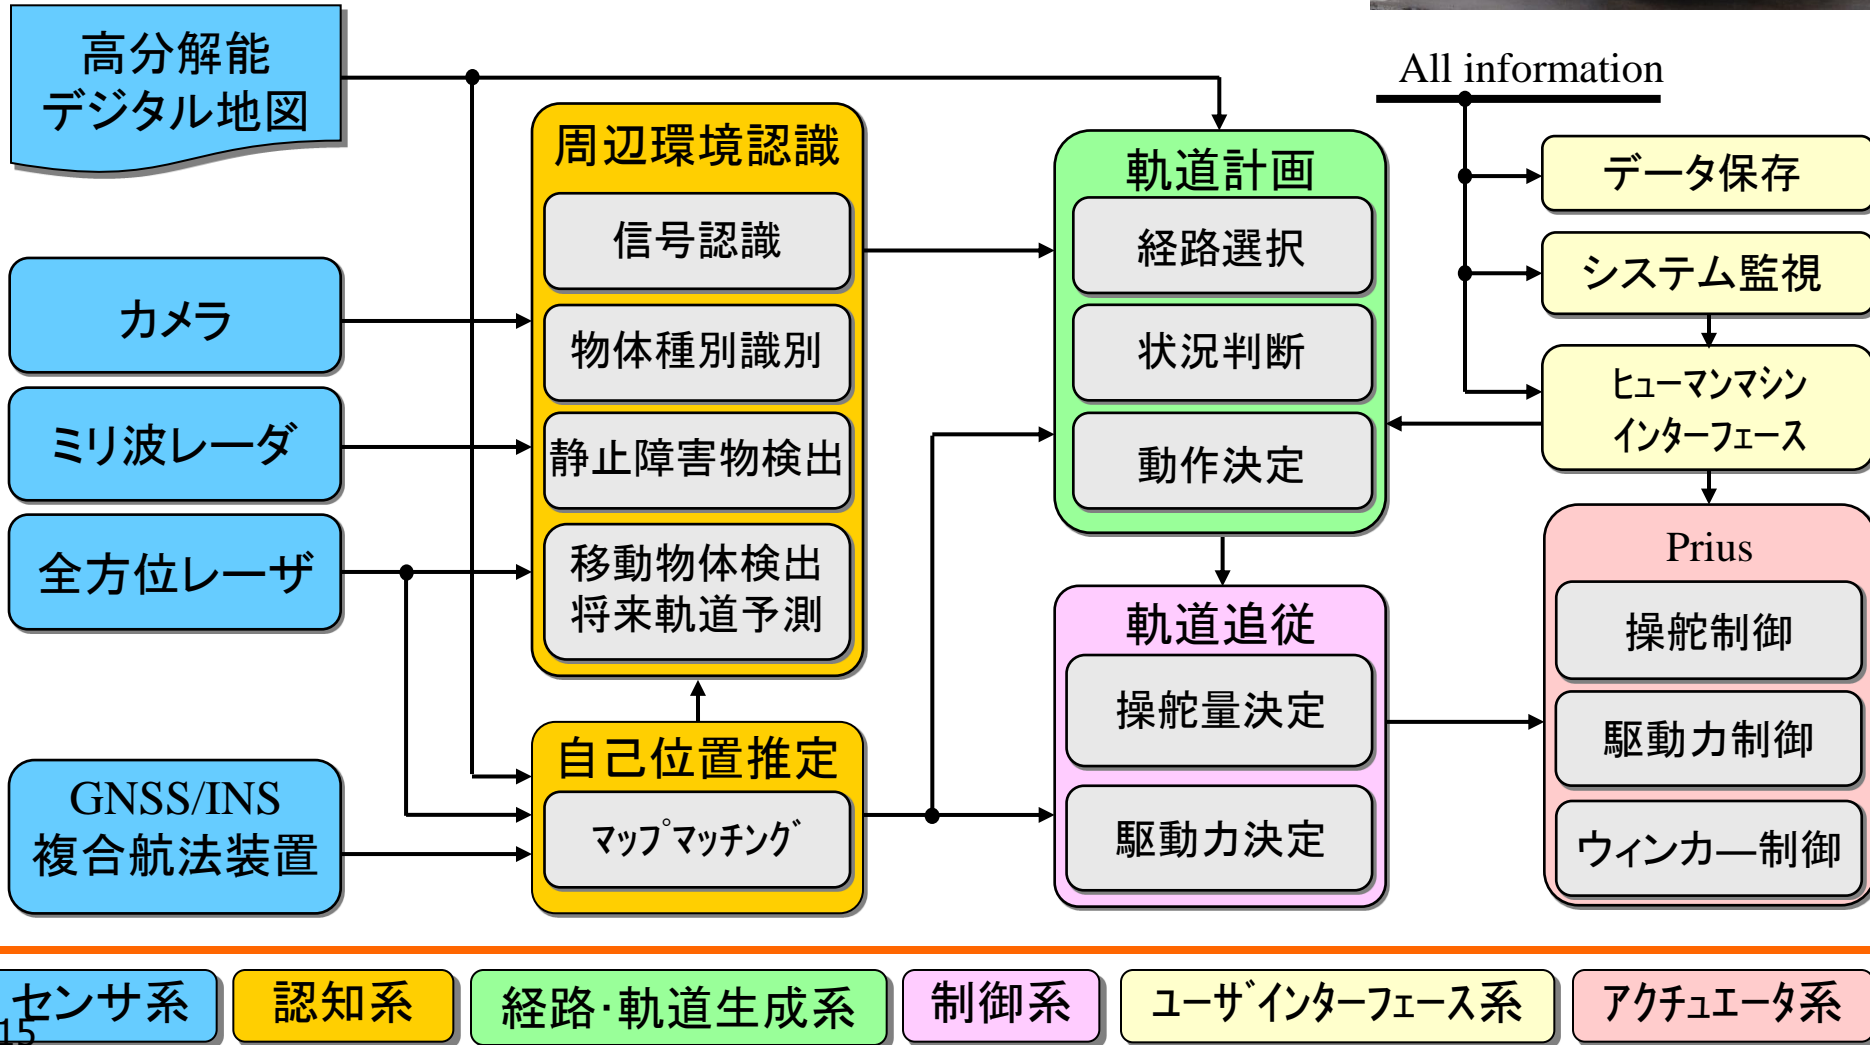 高分解能
デジタル地図
カメラ
ミリ波レーダ
全方位レーザ
GNSS/INS
複合航法装置
周辺環境認識
信号認識
物体種別識別
静止障害物検出
移動物体検出
将来軌道予測
自己位置推定
マップマッチング
軌道計画
経路選択
状況判断
動作決定
軌道追従
操舵量決定
駆動力決定
All information
データ保存
システム監視
ヒューマンマシン
インターフェース
Prius
操舵制御
駆動力制御
ウィンカー制御
センサ系
認知系
経路・軌道生成系
制御系
ユーザインターフェース系
アクチュエータ系
15